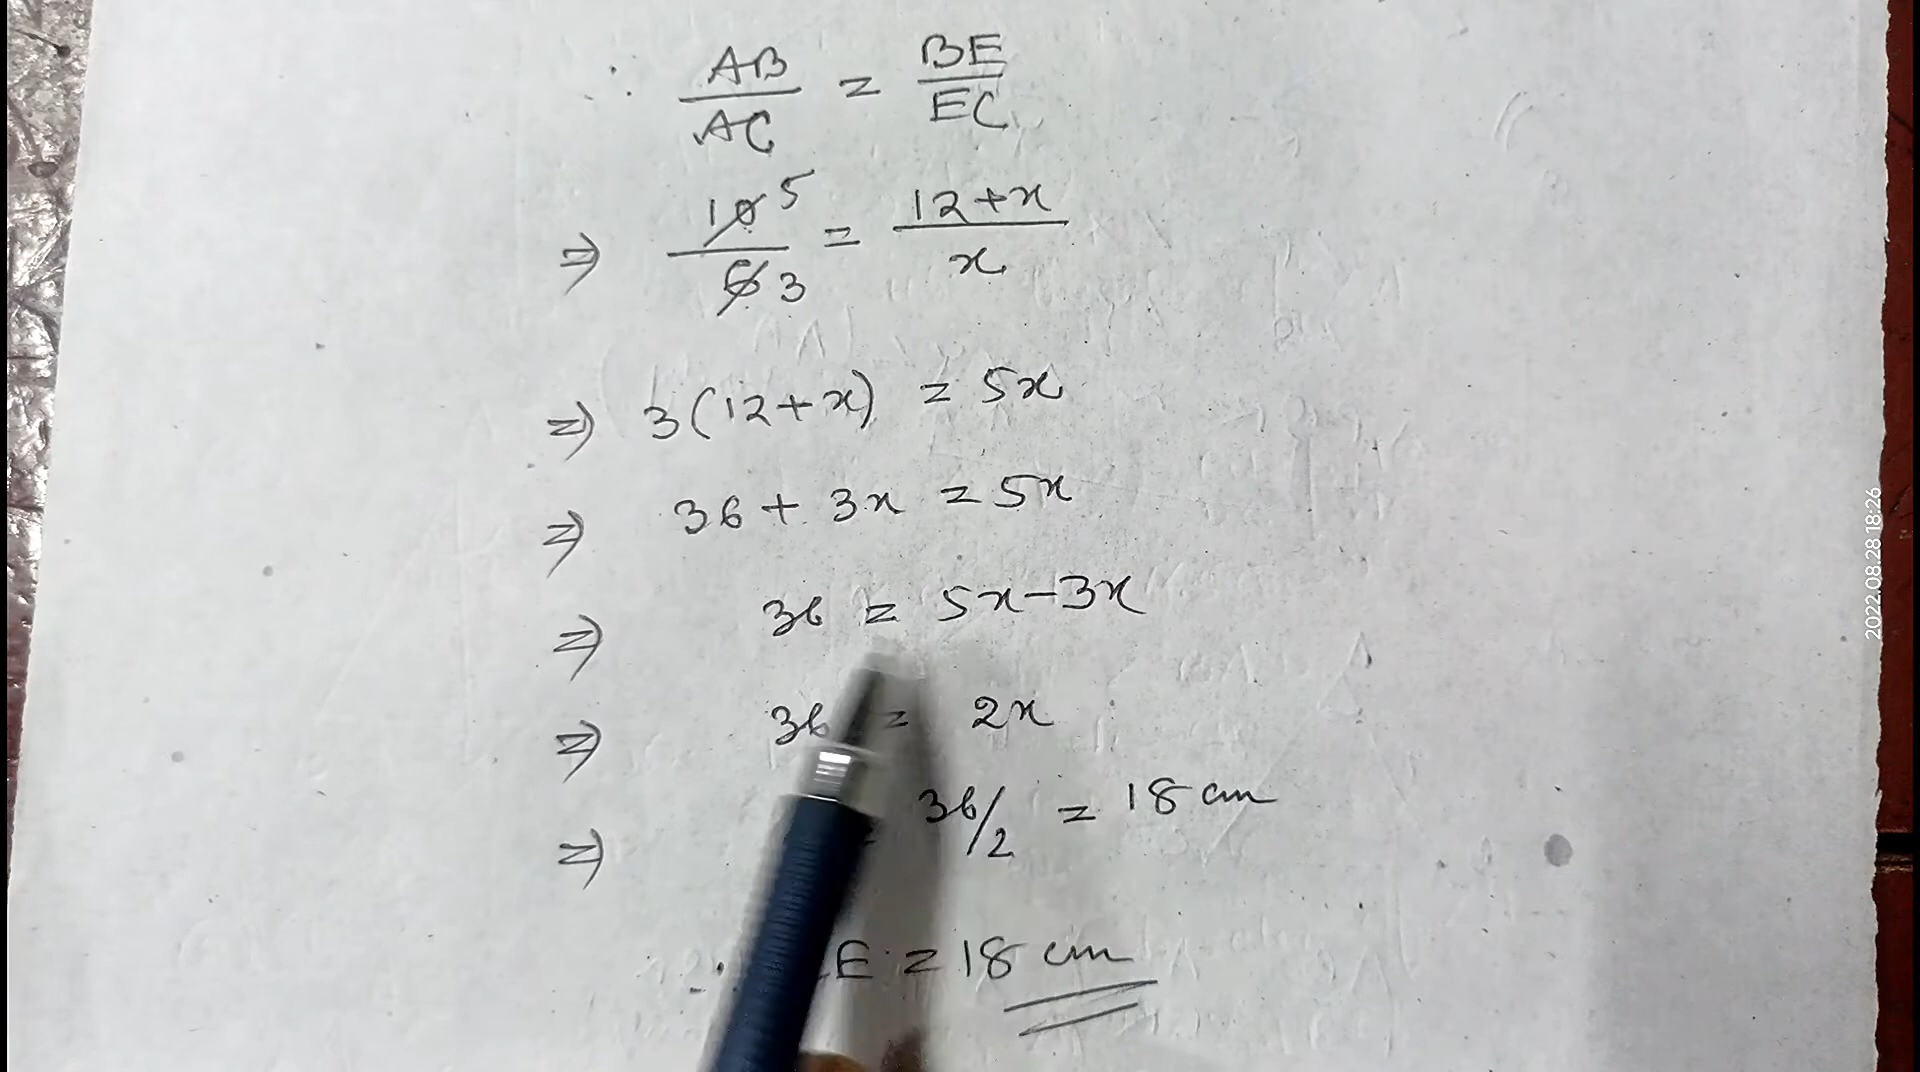 ∴ AB/AC = BE/EC
⇒ 10 5/6 3 = 12+x/x
⇒ 3(12+x) = 5x
⇒ 36 + 3x = 5x
⇒ 36 = 5x-3x
⇒ 36 = 2x
⇒ = 36/2 = 18 cm
∴ E = 18 cm
2022.08.28 18:26